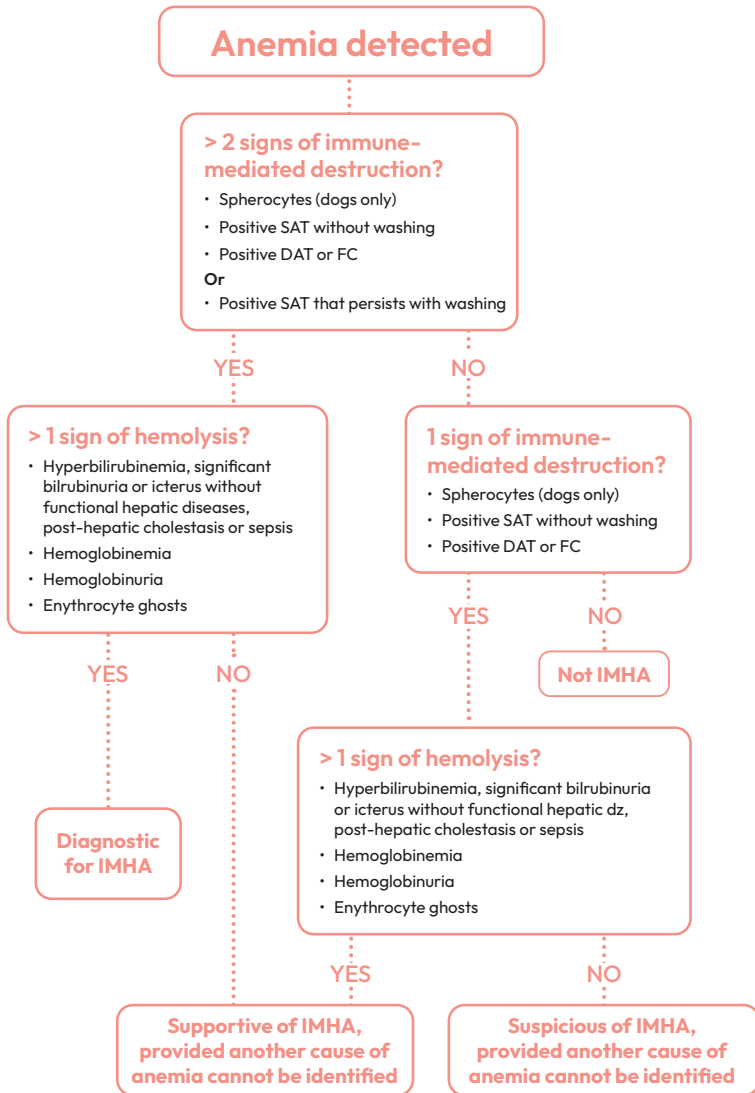 Anemia detected
> 2 signs of immune-
mediated destruction?
• Spherocytes (dogs only)
• Positive SAT without washing
• Positive DAT or FC
Or
• Positive SAT that persists with washing
YES
NO
> 1 sign of hemolysis?
• Hyperbilirubinemia, significant
bilrubinuria or icterus without
functional hepatic diseases,
post-hepatic cholestasis or sepsis
• Hemoglobinemia
• Hemoglobinuria
• Enythrocyte ghosts
1 sign of immune-
mediated destruction?
• Spherocytes (dogs only)
• Positive SAT without washing
• Positive DAT or FC
YES
NO
YES
NO
Not IMHA
> 1 sign of hemolysis?
• Hyperbilirubinemia, significant bilrubinuria
or icterus without functional hepatic dz,
post-hepatic cholestasis or sepsis
• Hemoglobinemia
• Hemoglobinuria
• Enythrocyte ghosts
Diagnostic
for IMHA
YES
NO
Supportive of IMHA,
provided another cause of
anemia cannot be identified
Suspicious of IMHA,
provided another cause of
anemia cannot be identified